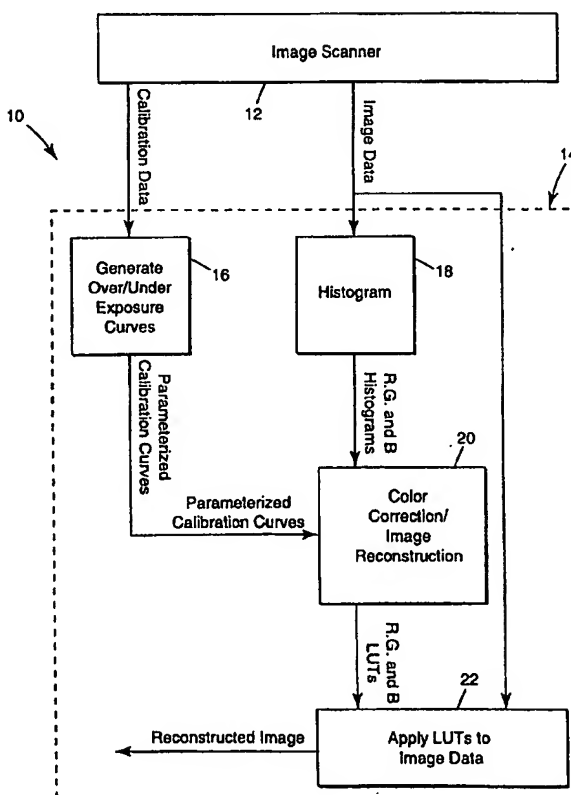 Image Scanner
12
10
Calibration Data
Image Data
14
Generate
Over/Under
Exposure
Curves
16
Histogram
18
Parameterized
Calibration Curves
R.G. and B
Histograms
20
Parameterized
Calibration Curves
Color
Correction/
Image
Reconstruction
R.G. and B
LUTs
22
Reconstructed Image
Apply LUTs to
Image Data